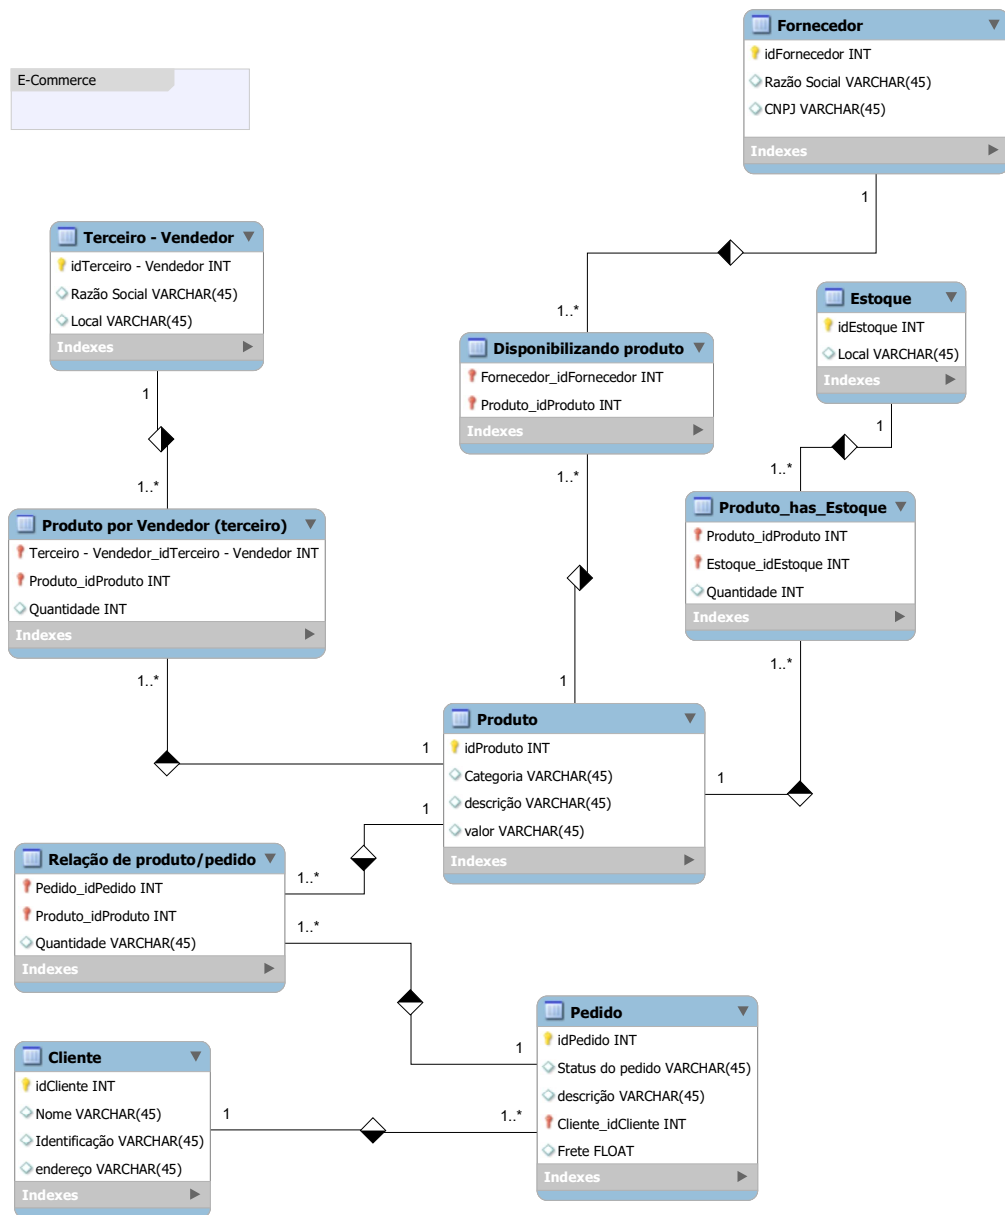 E-Commerce
Fornecedor
idFornecedor INT
Razão Social VARCHAR(45)
CNPJ VARCHAR(45)
Indexes
1
1..*
Terceiro - Vendedor
idTerceiro - Vendedor INT
Razão Social VARCHAR(45)
Local VARCHAR(45)
Indexes
1
1..*
Disponibilizando produto
Fornecedor_idFornecedor INT
Produto_idProduto INT
Indexes
1..*
1
Estoque
idEstoque INT
Local VARCHAR(45)
Indexes
1
1..*
Produto por Vendedor (terceiro)
Terceiro - Vendedor_idTerceiro - Vendedor INT
Produto_idProduto INT
Quantidade INT
Indexes
1..*
1
Produto_has_Estoque
Produto_idProduto INT
Estoque_idEstoque INT
Quantidade INT
Indexes
1..*
1
Produto
idProduto INT
Categoria VARCHAR(45)
descrição VARCHAR(45)
valor VARCHAR(45)
Indexes
1
1..*
Relação de produto/pedido
Pedido_idPedido INT
Produto_idProduto INT
Quantidade VARCHAR(45)
Indexes
1..*
1
Pedido
idPedido INT
Status do pedido VARCHAR(45)
descrição VARCHAR(45)
Cliente_idCliente INT
Frete FLOAT
Indexes
Cliente
idCliente INT
Nome VARCHAR(45)
Identificação VARCHAR(45)
endereço VARCHAR(45)
Indexes
1
1..*